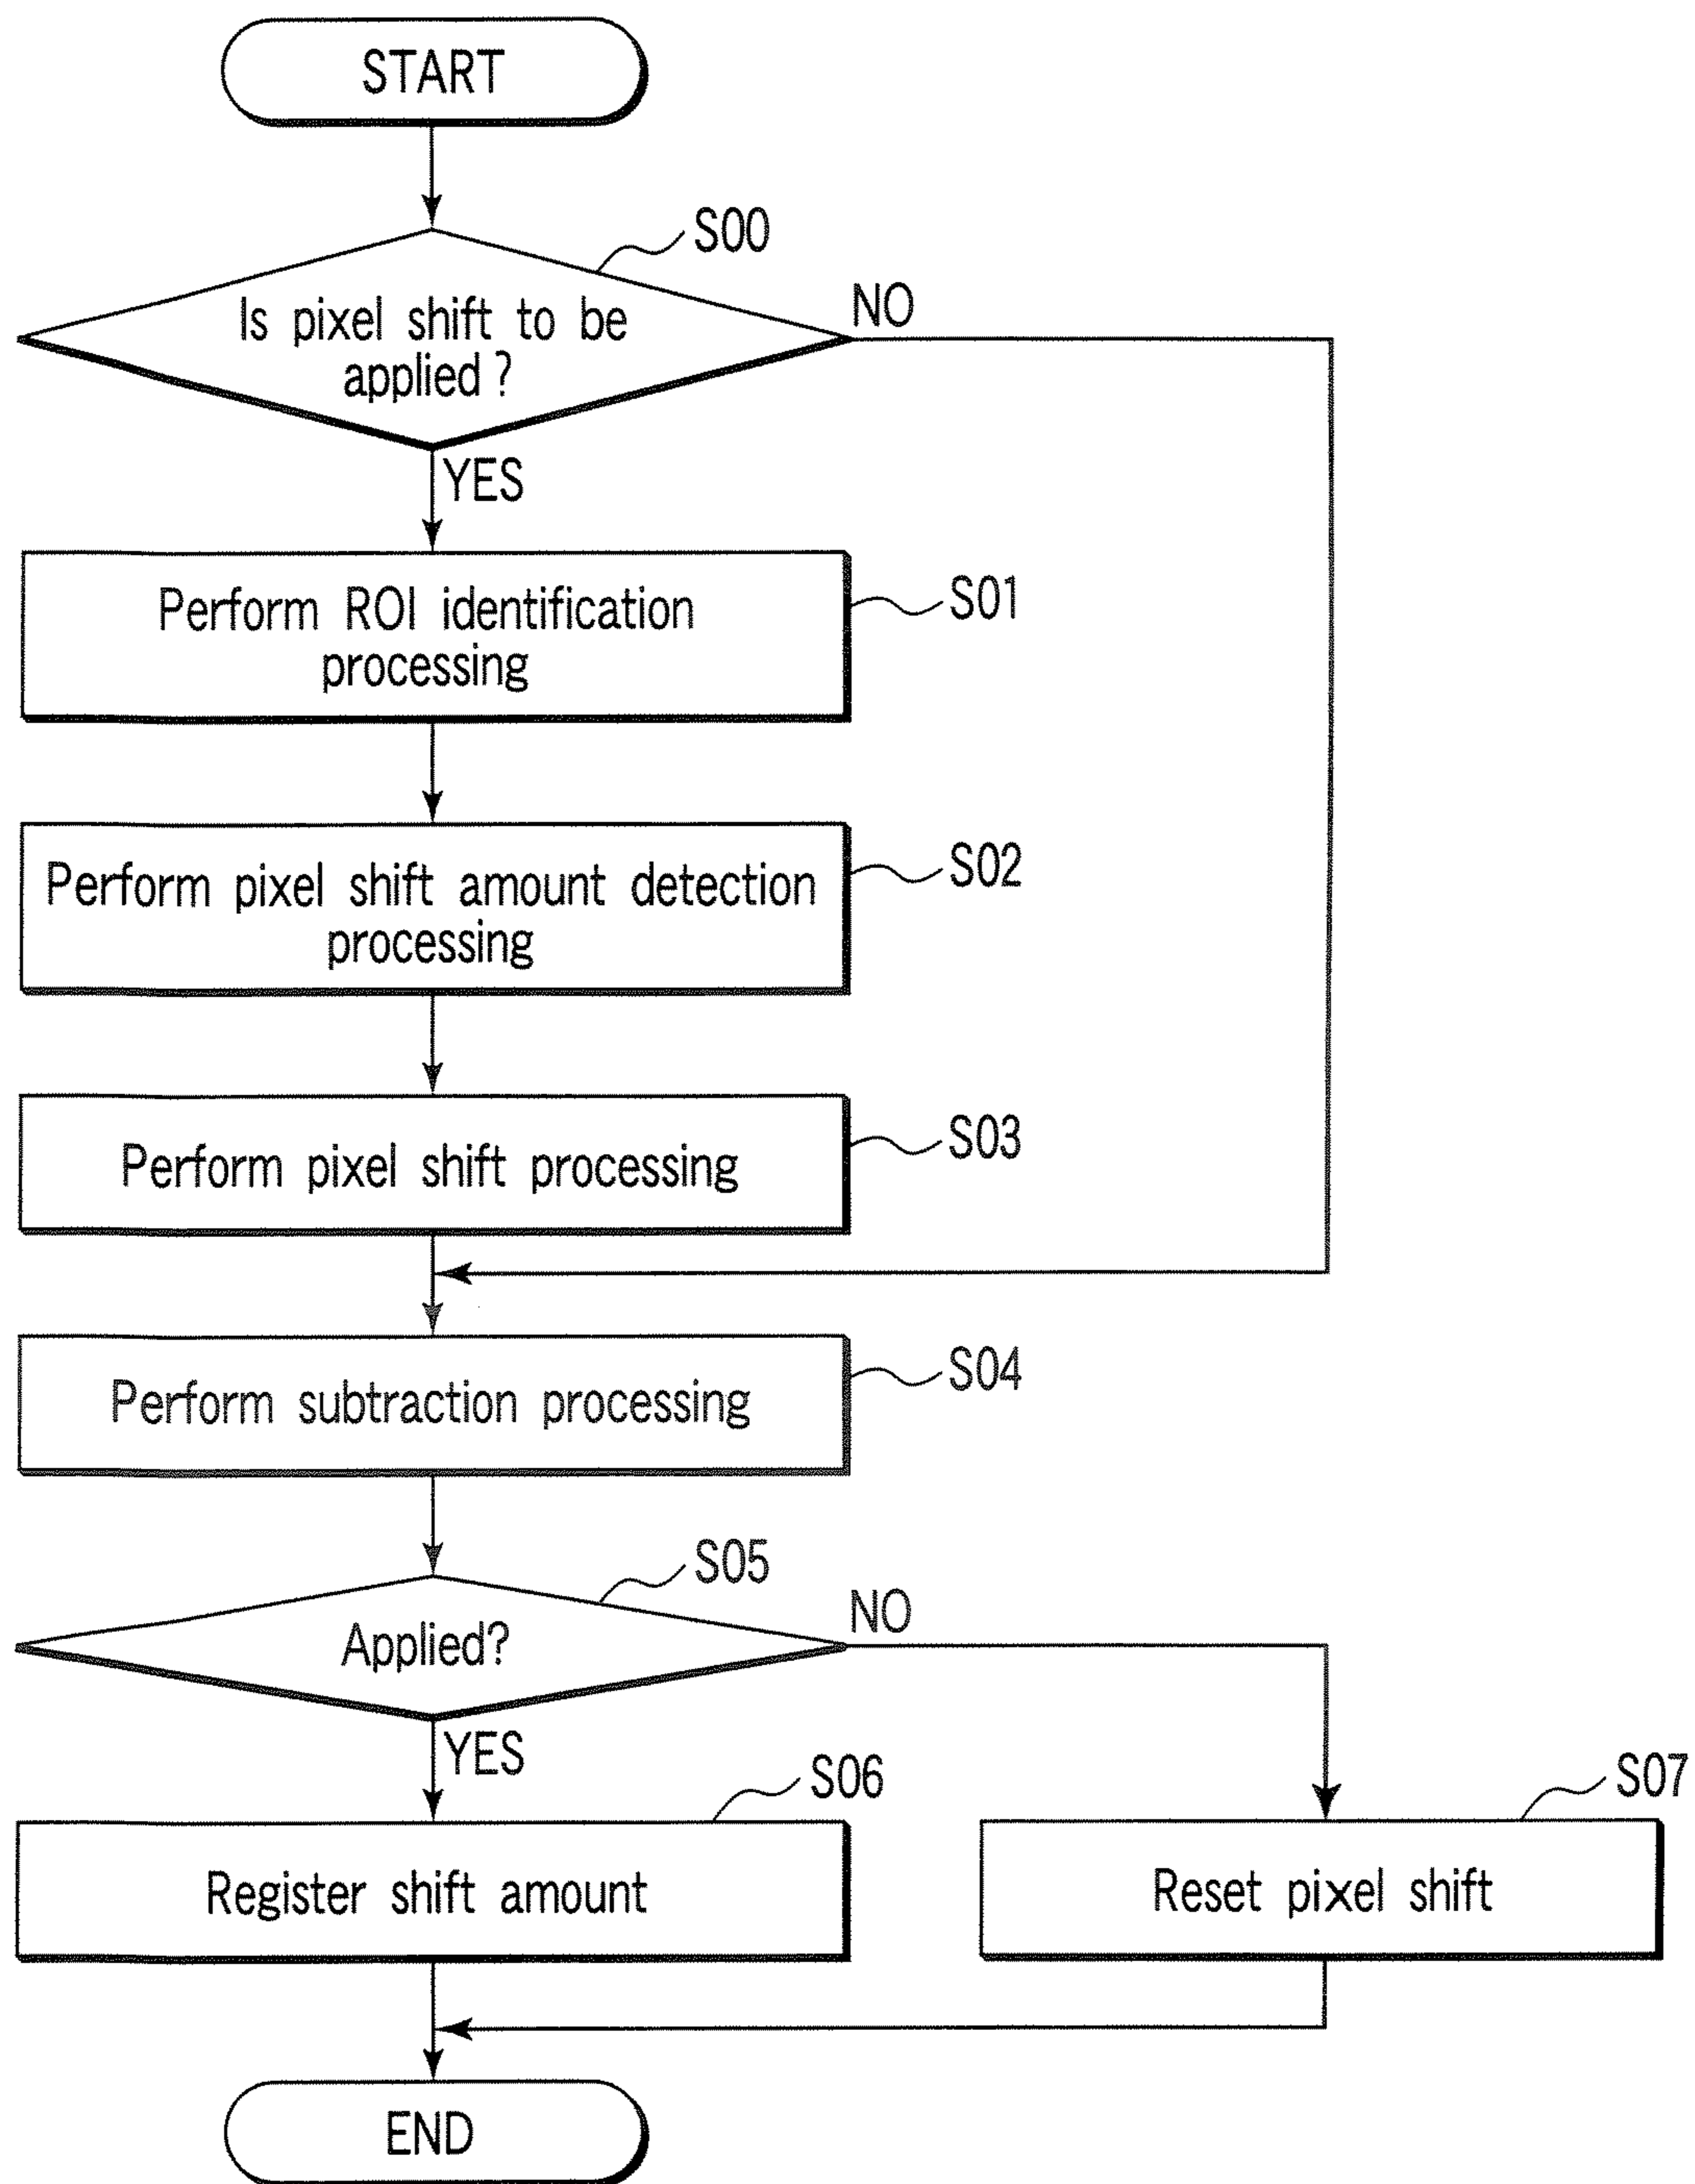 START
S00
Is pixel shift to be
applied?
NO
YES
Perform ROI identification
processing
S01
Perform pixel shift amount detection
processing
S02
Perform pixel shift processing
S03
Perform subtraction processing
S04
S05
Applied?
NO
YES
S06
Register shift amount
S07
Reset pixel shift
END